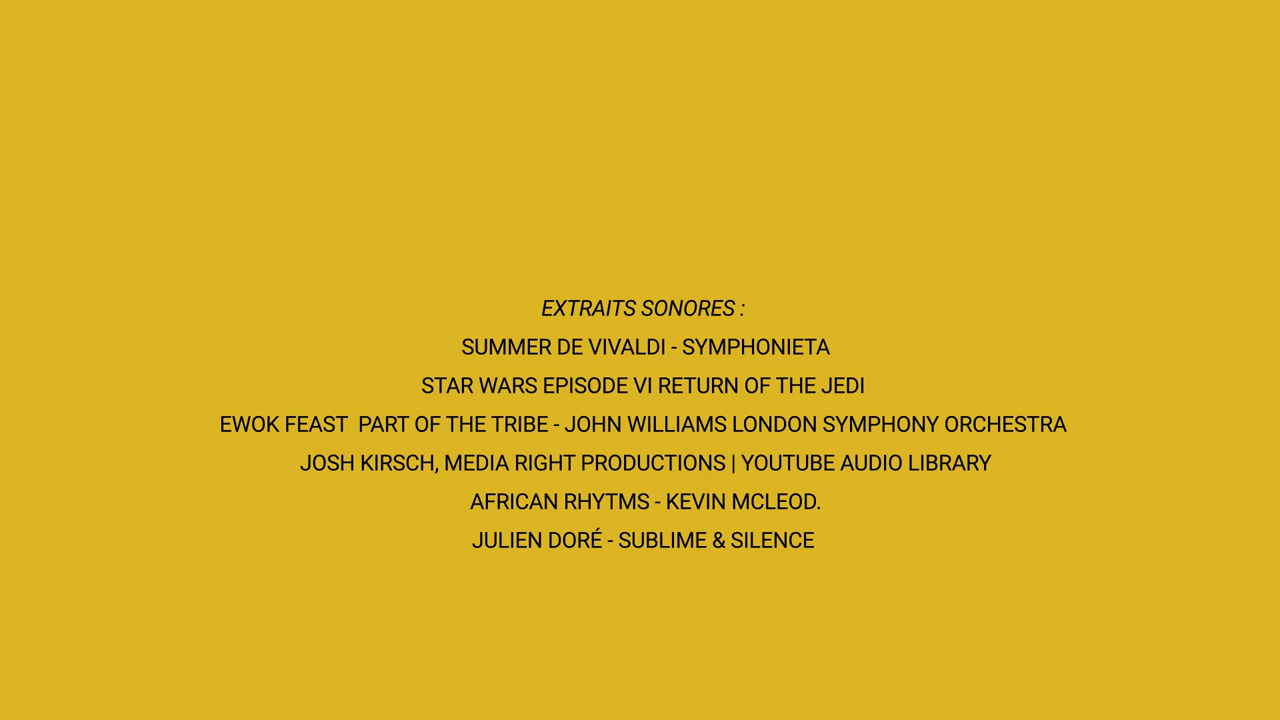 EXTRAITS SONORES :
SUMMER DE VIVALDI - SYMPHONIETA
STAR WARS EPISODE VI RETURN OF THE JEDI
EWOK FEAST  PART OF THE TRIBE - JOHN WILLIAMS LONDON SYMPHONY ORCHESTRA
JOSH KIRSCH, MEDIA RIGHT PRODUCTIONS | YOUTUBE AUDIO LIBRARY
AFRICAN RHYTMS - KEVIN MCLEOD.
JULIEN DORÉ - SUBLIME & SILENCE